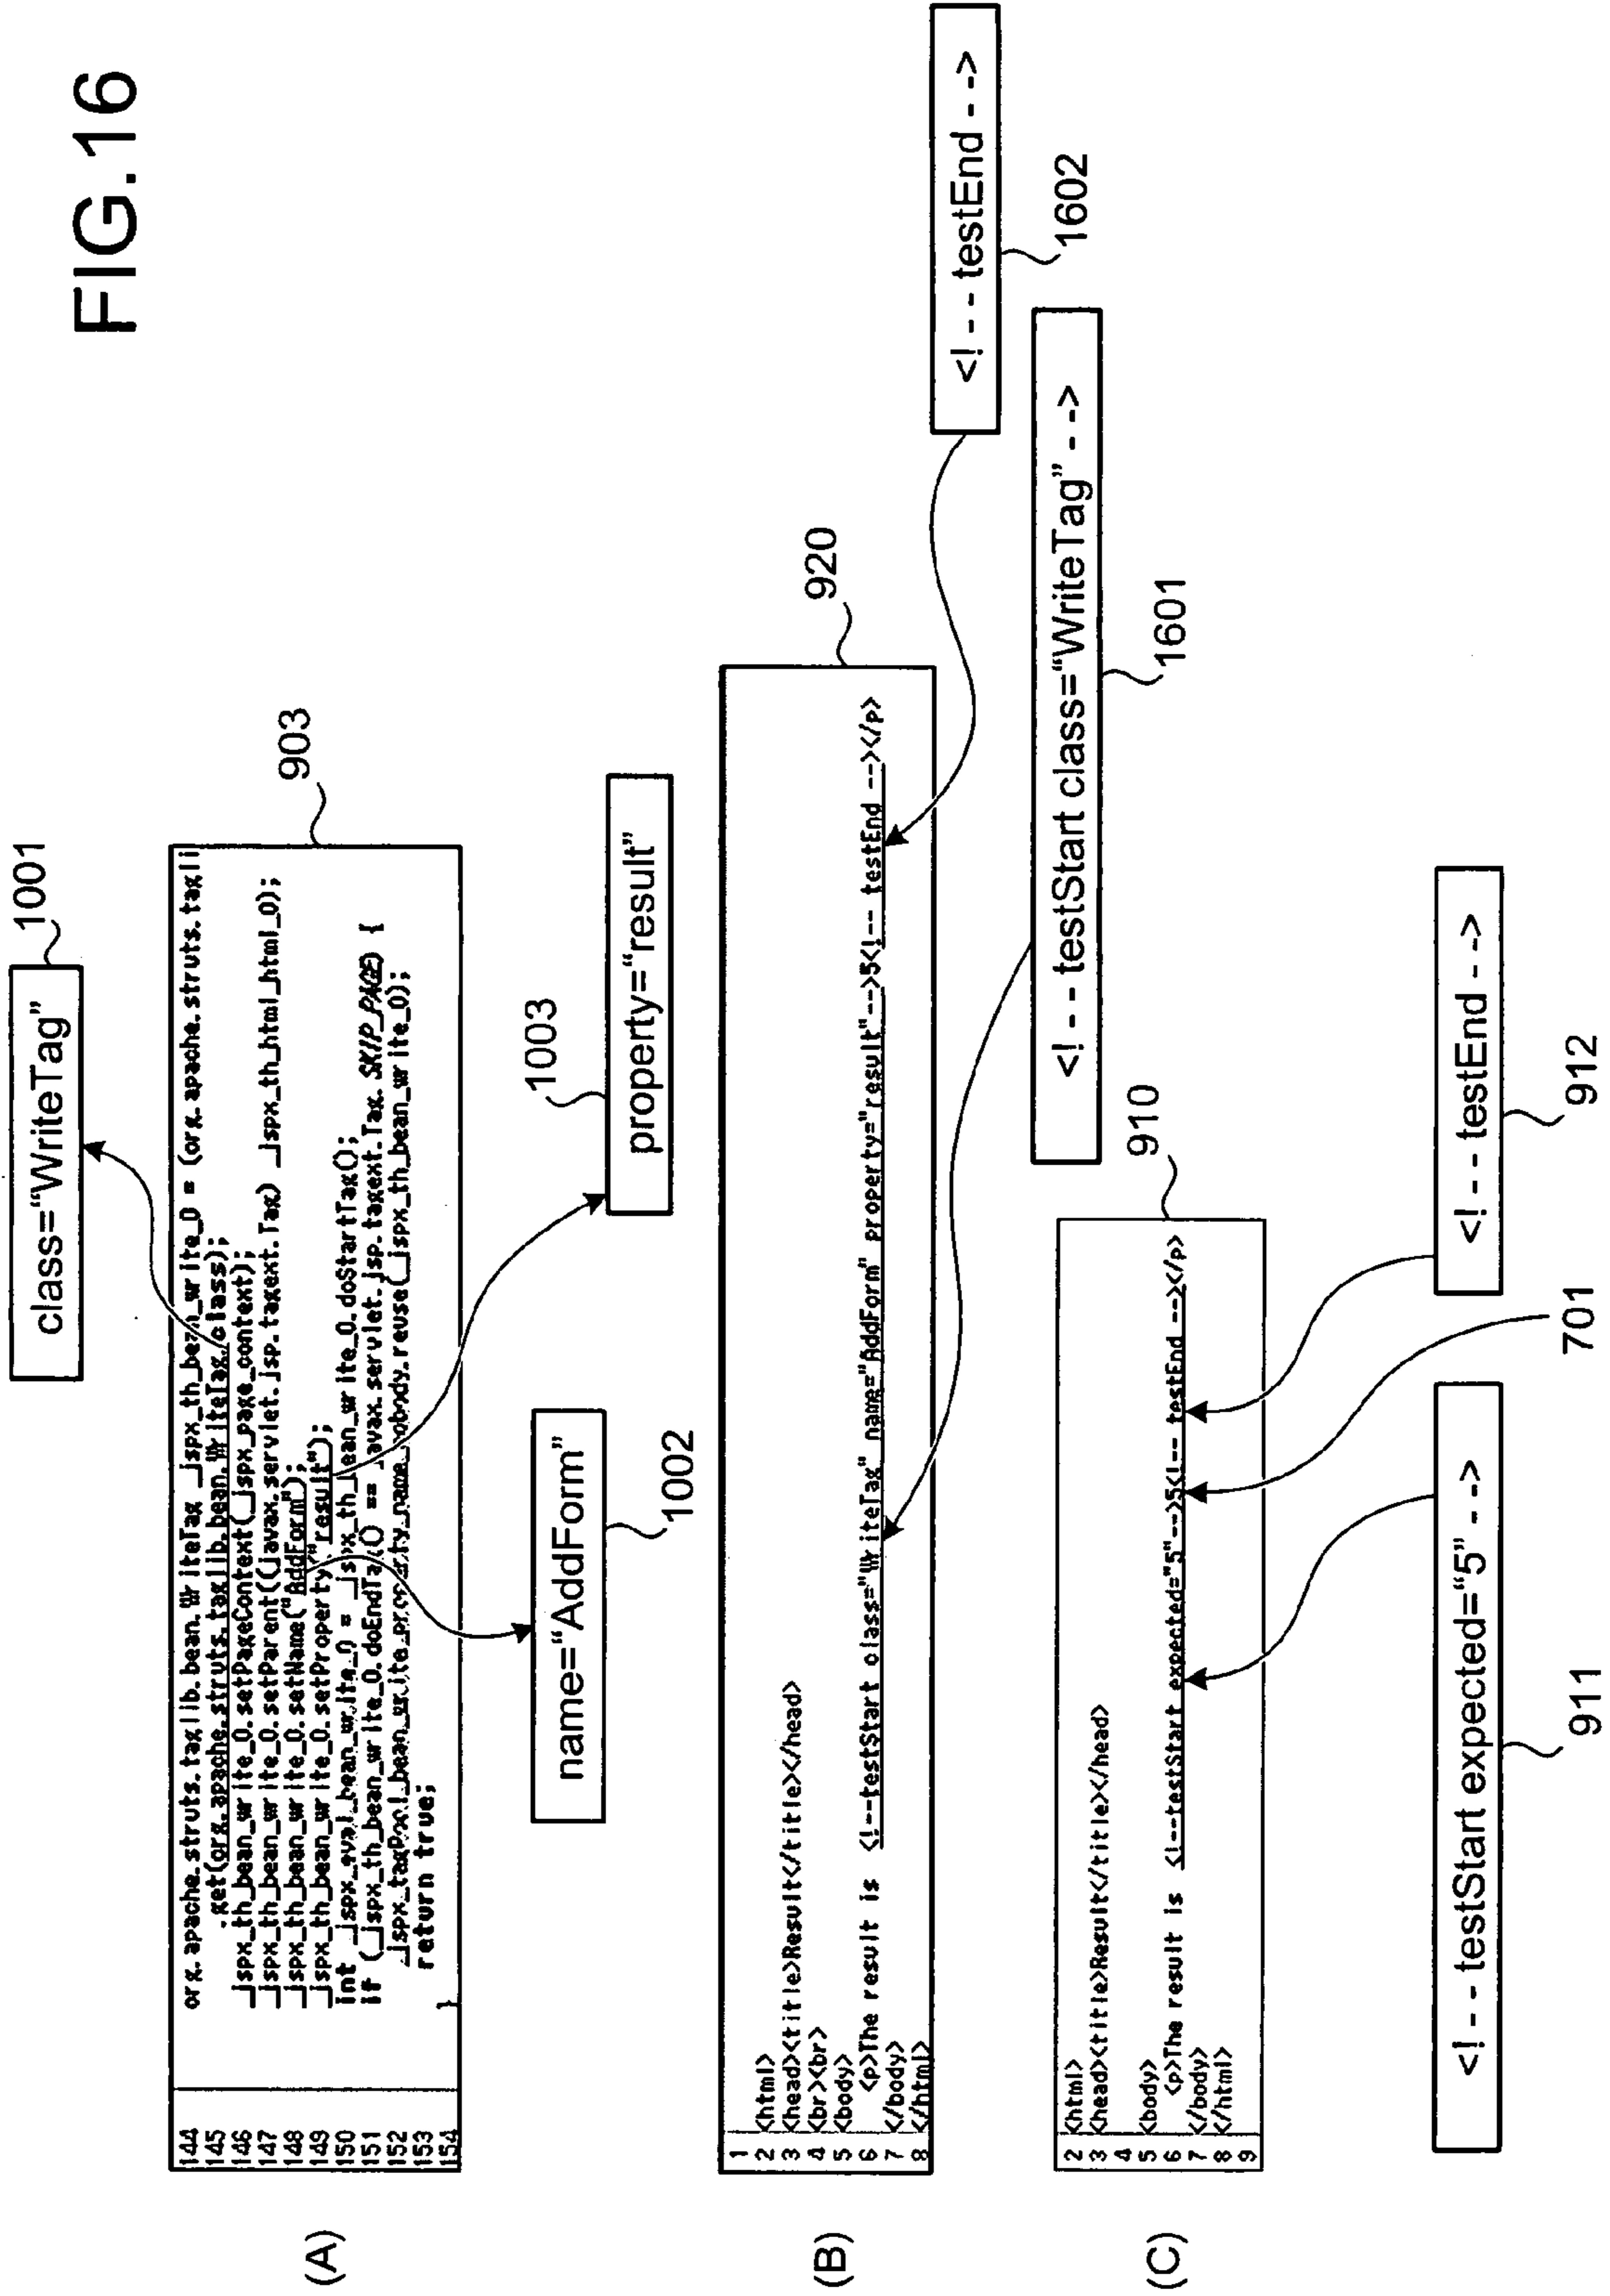 FIG.16
class=“WriteTag”
1001
(A)
903
144 org.apache.struts.taglib.bean.WriteTag _jspx_th_bean_write_0 = (org.apache.struts.tagli
145 .get(org.apache.struts.taglib.bean.WriteTag.class);
146 _jspx_th_bean_write_0.setPageContext(_jspx_page_context);
147 _jspx_th_bean_write_0.setParent((javax.servlet.jsp.tagext.Tag) _jspx_th_html_html_0);
148 _jspx_th_bean_write_0.setName("AddForm");
149 _jspx_th_bean_write_0.setProperty("result");
150 int _jspx_eval_bean_write_0 = _jspx_th_bean_write_0.doStartTag();
151 if (_jspx_th_bean_write_0.doEndTag() == javax.servlet.jsp.tagext.Tag.SKIP_PAGE) {
152 _jspx_tagPool_bean_write_property_name_nobody.reuse(_jspx_th_bean_write_0);
153 return true;
154 }
name=“AddForm”
1002
1003
property=“result”
(B)
920
1
2 <html>
3 <head><title>Result</title></head>
4 <br><br>
5 <body>
6 <p>The result is <!--testStart class="WriteTag" name="AddForm" property="result"-->5<!-- testEnd --></p>
7 </body>
8 </html>
<! - - testEnd - - >
1602
<! - - testStart class=“WriteTag” - - >
1601
(C)
910
2 <html>
3 <head><title>Result</title></head>
4
5 <body>
6 <p>The result is <!--testStart expected="5"-->5<!-- testEnd --></p>
7 </body>
8 </html>
9
<! - - testStart expected=“5” - - >
911
701
<! - - testEnd - - >
912